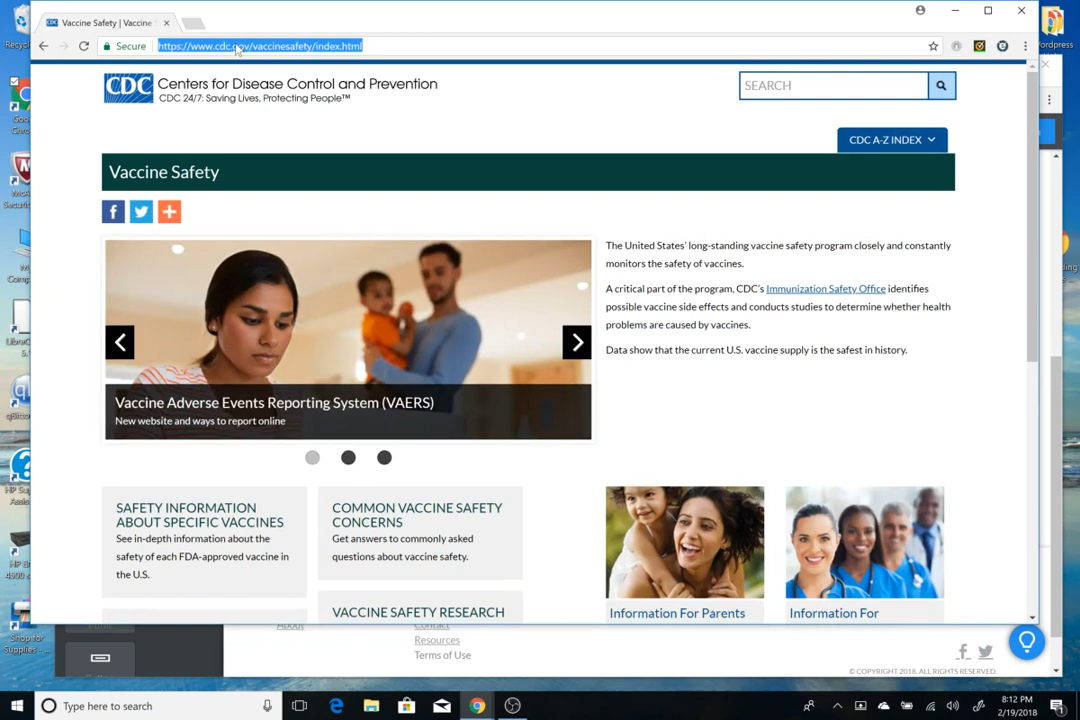 Vaccine Safety | Vaccine S
Recyc
Secure
https://www.cdc.gov/vaccinesafety/index.html
ordpress
CDC
Centers for Disease Control and Prevention
CDC 24/7: Saving Lives, Protecting People™
SEARCH
CDC A-Z INDEX
Vaccine Safety
The United States' long-standing vaccine safety program closely and constantly
monitors the safety of vaccines.
A critical part of the program, CDC's Immunization Safety Office identifies
possible vaccine side effects and conducts studies to determine whether health
problems are caused by vaccines.
Data show that the current U.S. vaccine supply is the safest in history.
Vaccine Adverse Events Reporting System (VAERS)
New website and ways to report online
SAFETY INFORMATION
ABOUT SPECIFIC VACCINES
See in-depth information about the
safety of each FDA-approved vaccine in
the U.S.
COMMON VACCINE SAFETY
CONCERNS
Get answers to commonly asked
questions about vaccine safety.
VACCINE SAFETY RESEARCH
Information For Parents
Information For
Shop for
Supplies
About
Contact
Resources
Terms of Use
© COPYRIGHT 2018. ALL RIGHTS RESERVED.
Type here to search
8:12 PM
2/19/2018